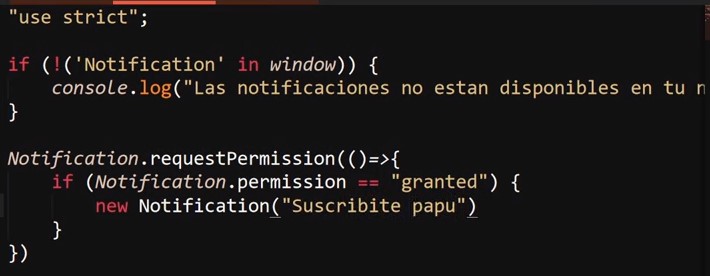 "use strict";
if (!('Notification' in window)) {
console.log("Las notificaciones no estan disponibles en tu
}
Notification.requestPermission(()=>{
if (Notification.permission == "granted") {
new Notification("Suscribite papu")
}
})